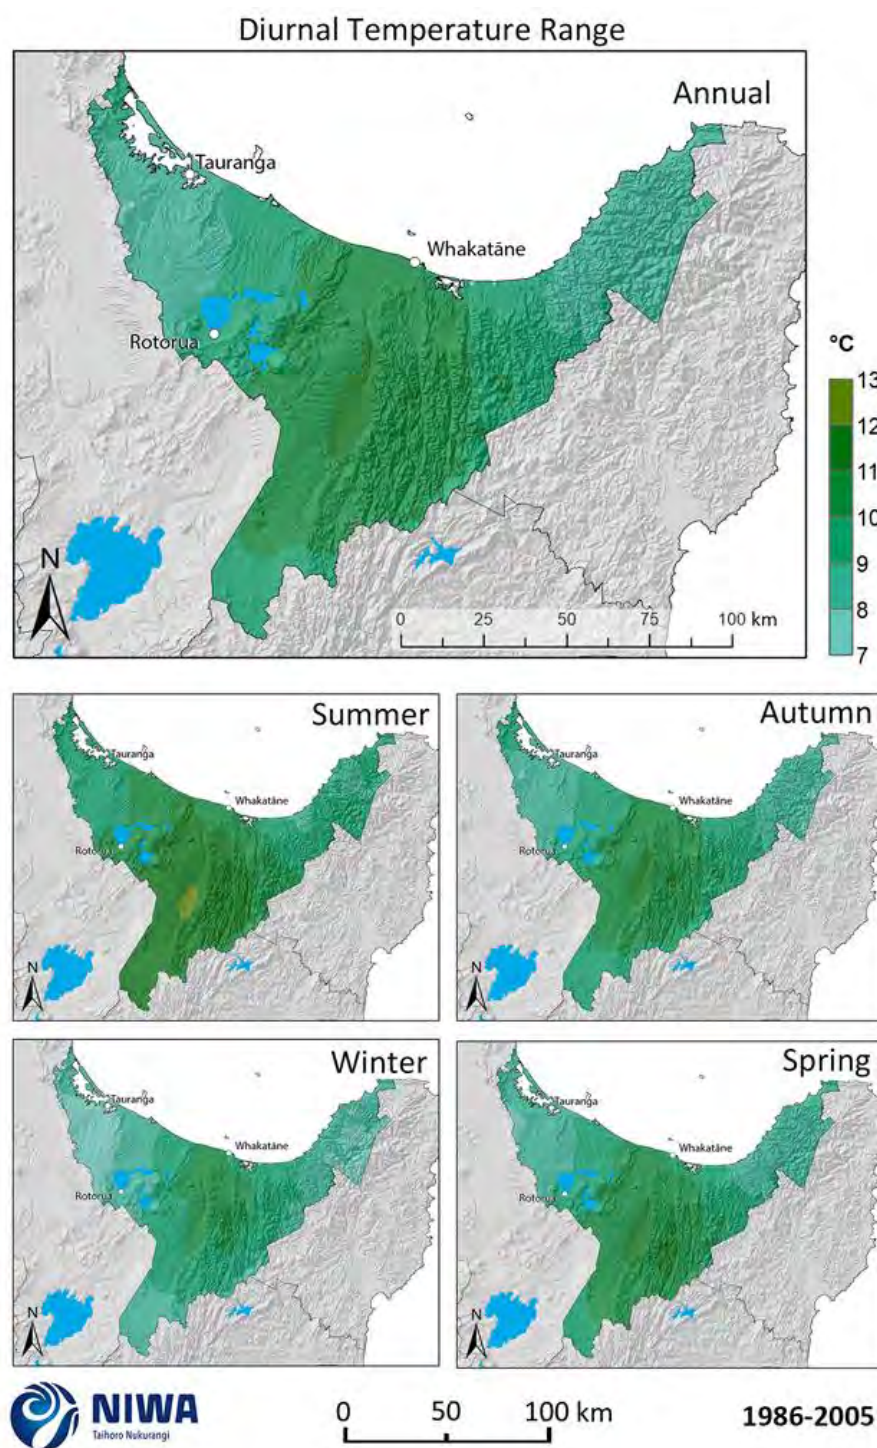 Diurnal Temperature Range
Annual
Tauranga
Whakatāne
Rotorua
°C
13
12
11
10
9
8
7
N
0 25 50 75 100 km
Summer
Tauranga
Whakatāne
Rotorua
N
Autumn
Tauranga
Whakatāne
Rotorua
N
Winter
Tauranga
Whakatāne
Rotorua
N
Spring
Tauranga
Whakatāne
Rotorua
N
NIWA
Taihoro Nukurangi
0 50 100 km
1986-2005